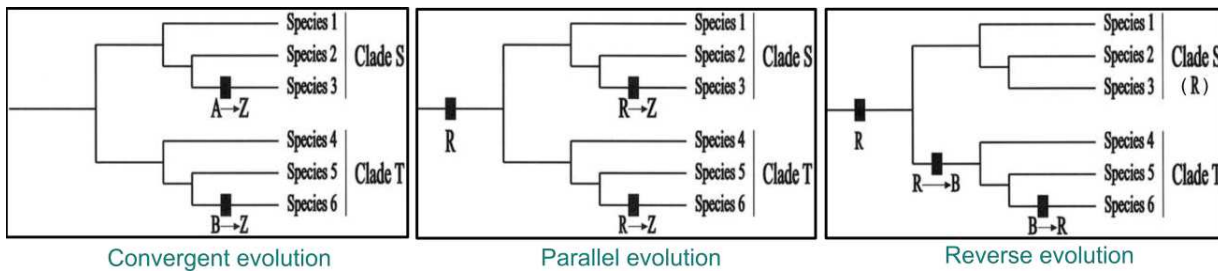 Species 1
Species 2
Clade S
Species 3
A→Z
Species 4
Species 5
Clade T
Species 6
B→Z
Convergent evolution
Species 1
Species 2
Clade S
Species 3
R→Z
R
Species 4
Species 5
Clade T
Species 6
R→Z
Parallel evolution
Species 1
Species 2
Clade S
Species 3
(R)
R
Species 4
R→B
Species 5
Clade T
Species 6
B→R
Reverse evolution